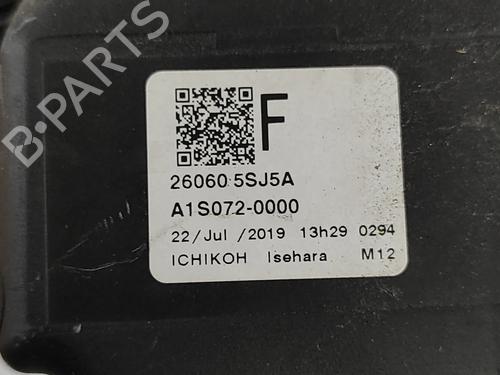 B-PARTS
F
26060 5SJ5A
A1S072-0000
22/Jul /2019 13h29 0294
ICHIKOH Isehara M12